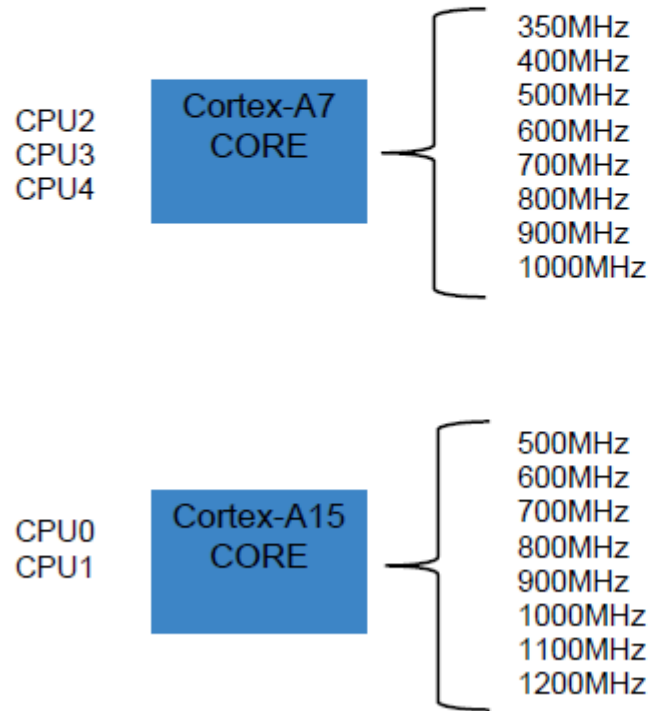 CPU2
CPU3
CPU4
Cortex-A7
CORE
350MHz
400MHz
500MHz
600MHz
700MHz
800MHz
900MHz
1000MHz
CPU0
CPU1
Cortex-A15
CORE
500MHz
600MHz
700MHz
800MHz
900MHz
1000MHz
1100MHz
1200MHz